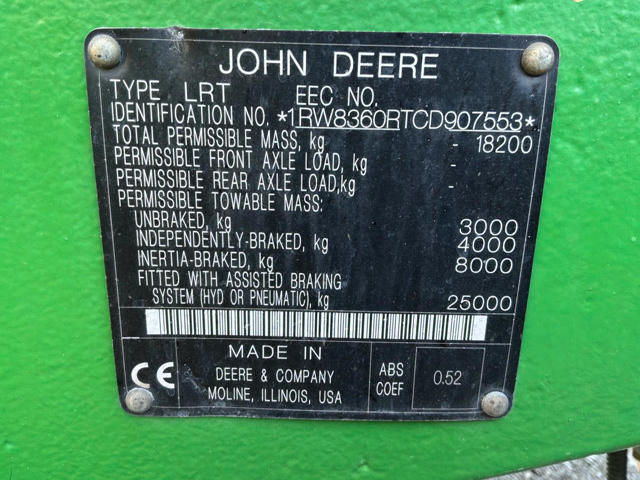 JOHN DEERE
TYPE LRT EEC NO.
IDENTIFICATION NO. *1RW8360RTCD907553*
TOTAL PERMISSIBLE MASS, kg - 18200
PERMISSIBLE FRONT AXLE LOAD, kg -
PERMISSIBLE REAR AXLE LOAD,kg -
PERMISSIBLE TOWABLE MASS:
UNBRAKED, kg 3000
INDEPENDENTLY-BRAKED, kg 4000
INERTIA-BRAKED, kg 8000
FITTED WITH ASSISTED BRAKING
SYSTEM (HYD OR PNEUMATIC), kg 25000
CE
MADE IN
DEERE & COMPANY
MOLINE, ILLINOIS, USA
ABS
COEF
0.52